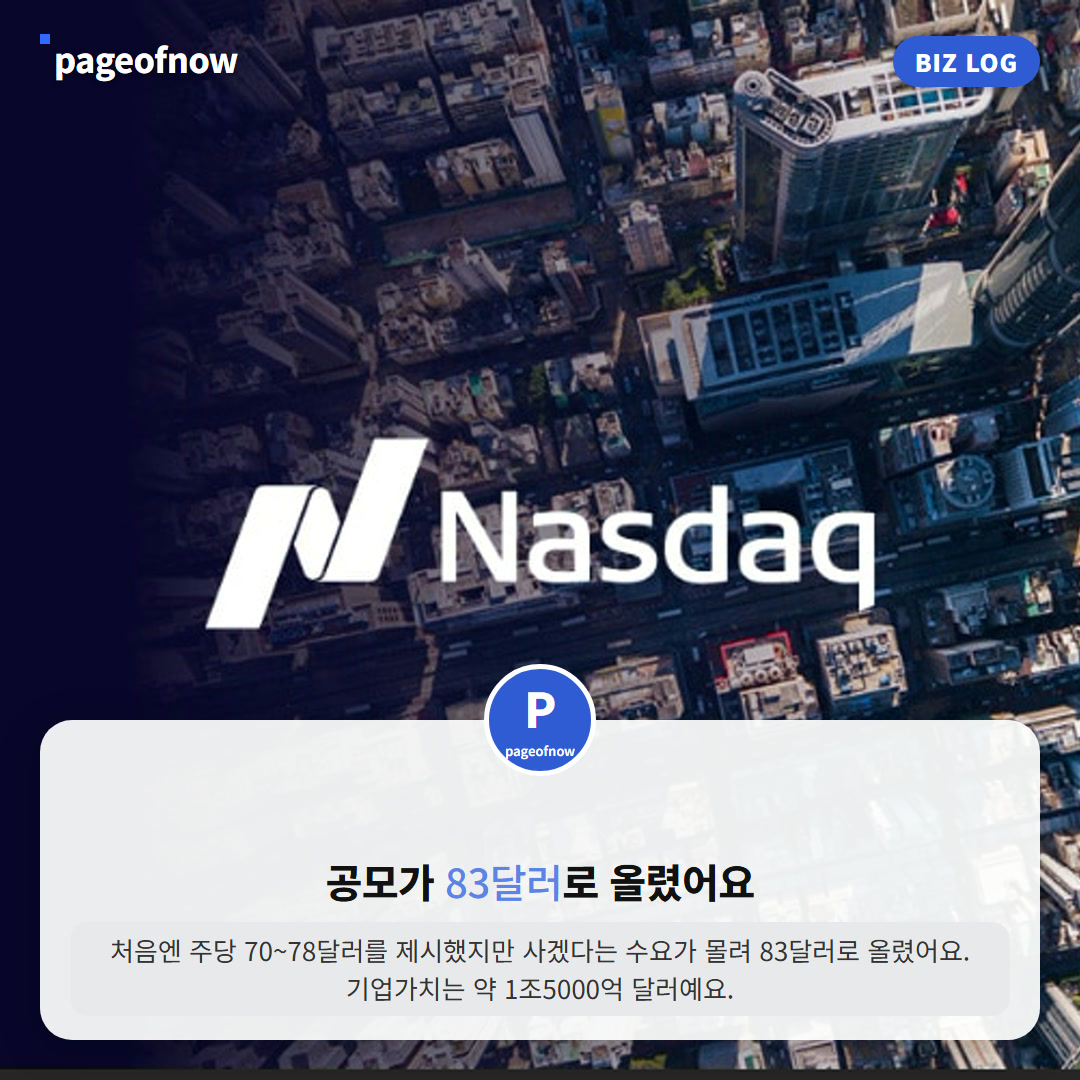 pageofnow
BIZ LOG
Nasdaq
P
pageofnow
공모가 83달러로 올렸어요
처음엔 주당 70~78달러를 제시했지만 사겠다는 수요가 몰려 83달러로 올렸어요.
기업가치는 약 1조5000억 달러예요.